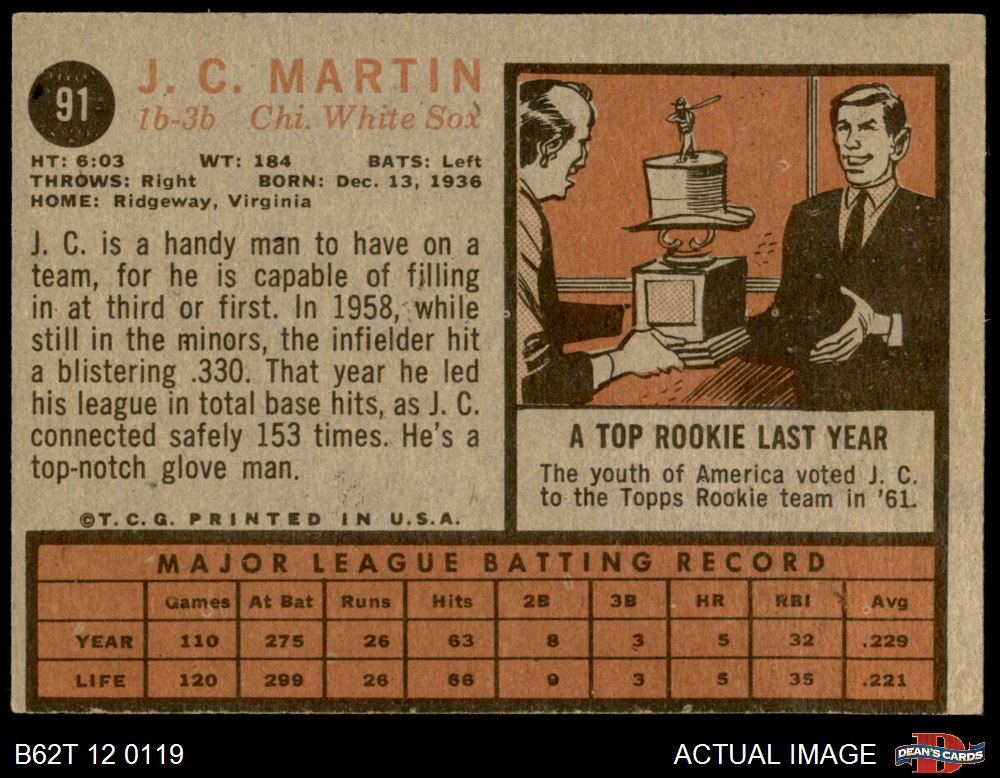 91
J. C. MARTIN
1b-3b Chi. White Sox
HT: 6:03 WT: 184 BATS: Left
THROWS: Right BORN: Dec. 13, 1936
HOME: Ridgeway, Virginia
J. C. is a handy man to have on a
team, for he is capable of filling
in at third or first. In 1958, while
still in the minors, the infielder hit
a blistering .330. That year he led
his league in total base hits, as J. C.
connected safely 153 times. He's a
top-notch glove man.
©T.C.G. PRINTED IN U.S.A.
A TOP ROOKIE LAST YEAR
The youth of America voted J. C.
to the Topps Rookie team in '61.
MAJOR LEAGUE BATTING RECORD
Games At Bat Runs Hits 2B 3B HR RBI Avg
YEAR 110 275 26 63 8 3 5 32 .229
LIFE 120 299 26 66 9 3 5 35 .221
B62T 12 0119
ACTUAL IMAGE
D
DEAN'S CARDS